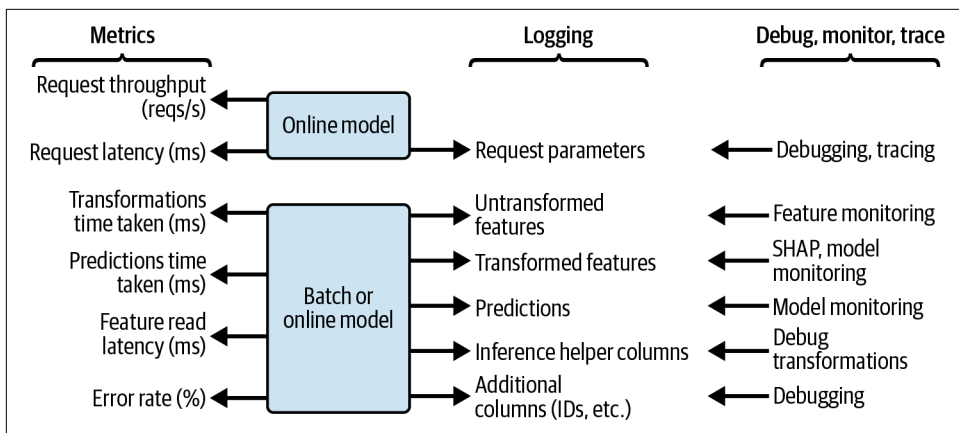 Metrics
Logging
Debug, monitor, trace
Request throughput
(reqs/s)
Online model
Request latency (ms)
Request parameters
Debugging, tracing
Transformations
time taken (ms)
Untransformed
features
Feature monitoring
Predictions time
taken (ms)
Transformed features
SHAP, model
monitoring
Batch or
online model
Predictions
Model monitoring
Feature read
latency (ms)
Inference helper columns
Debug
transformations
Error rate (%)
Additional
columns (IDs, etc.)
Debugging